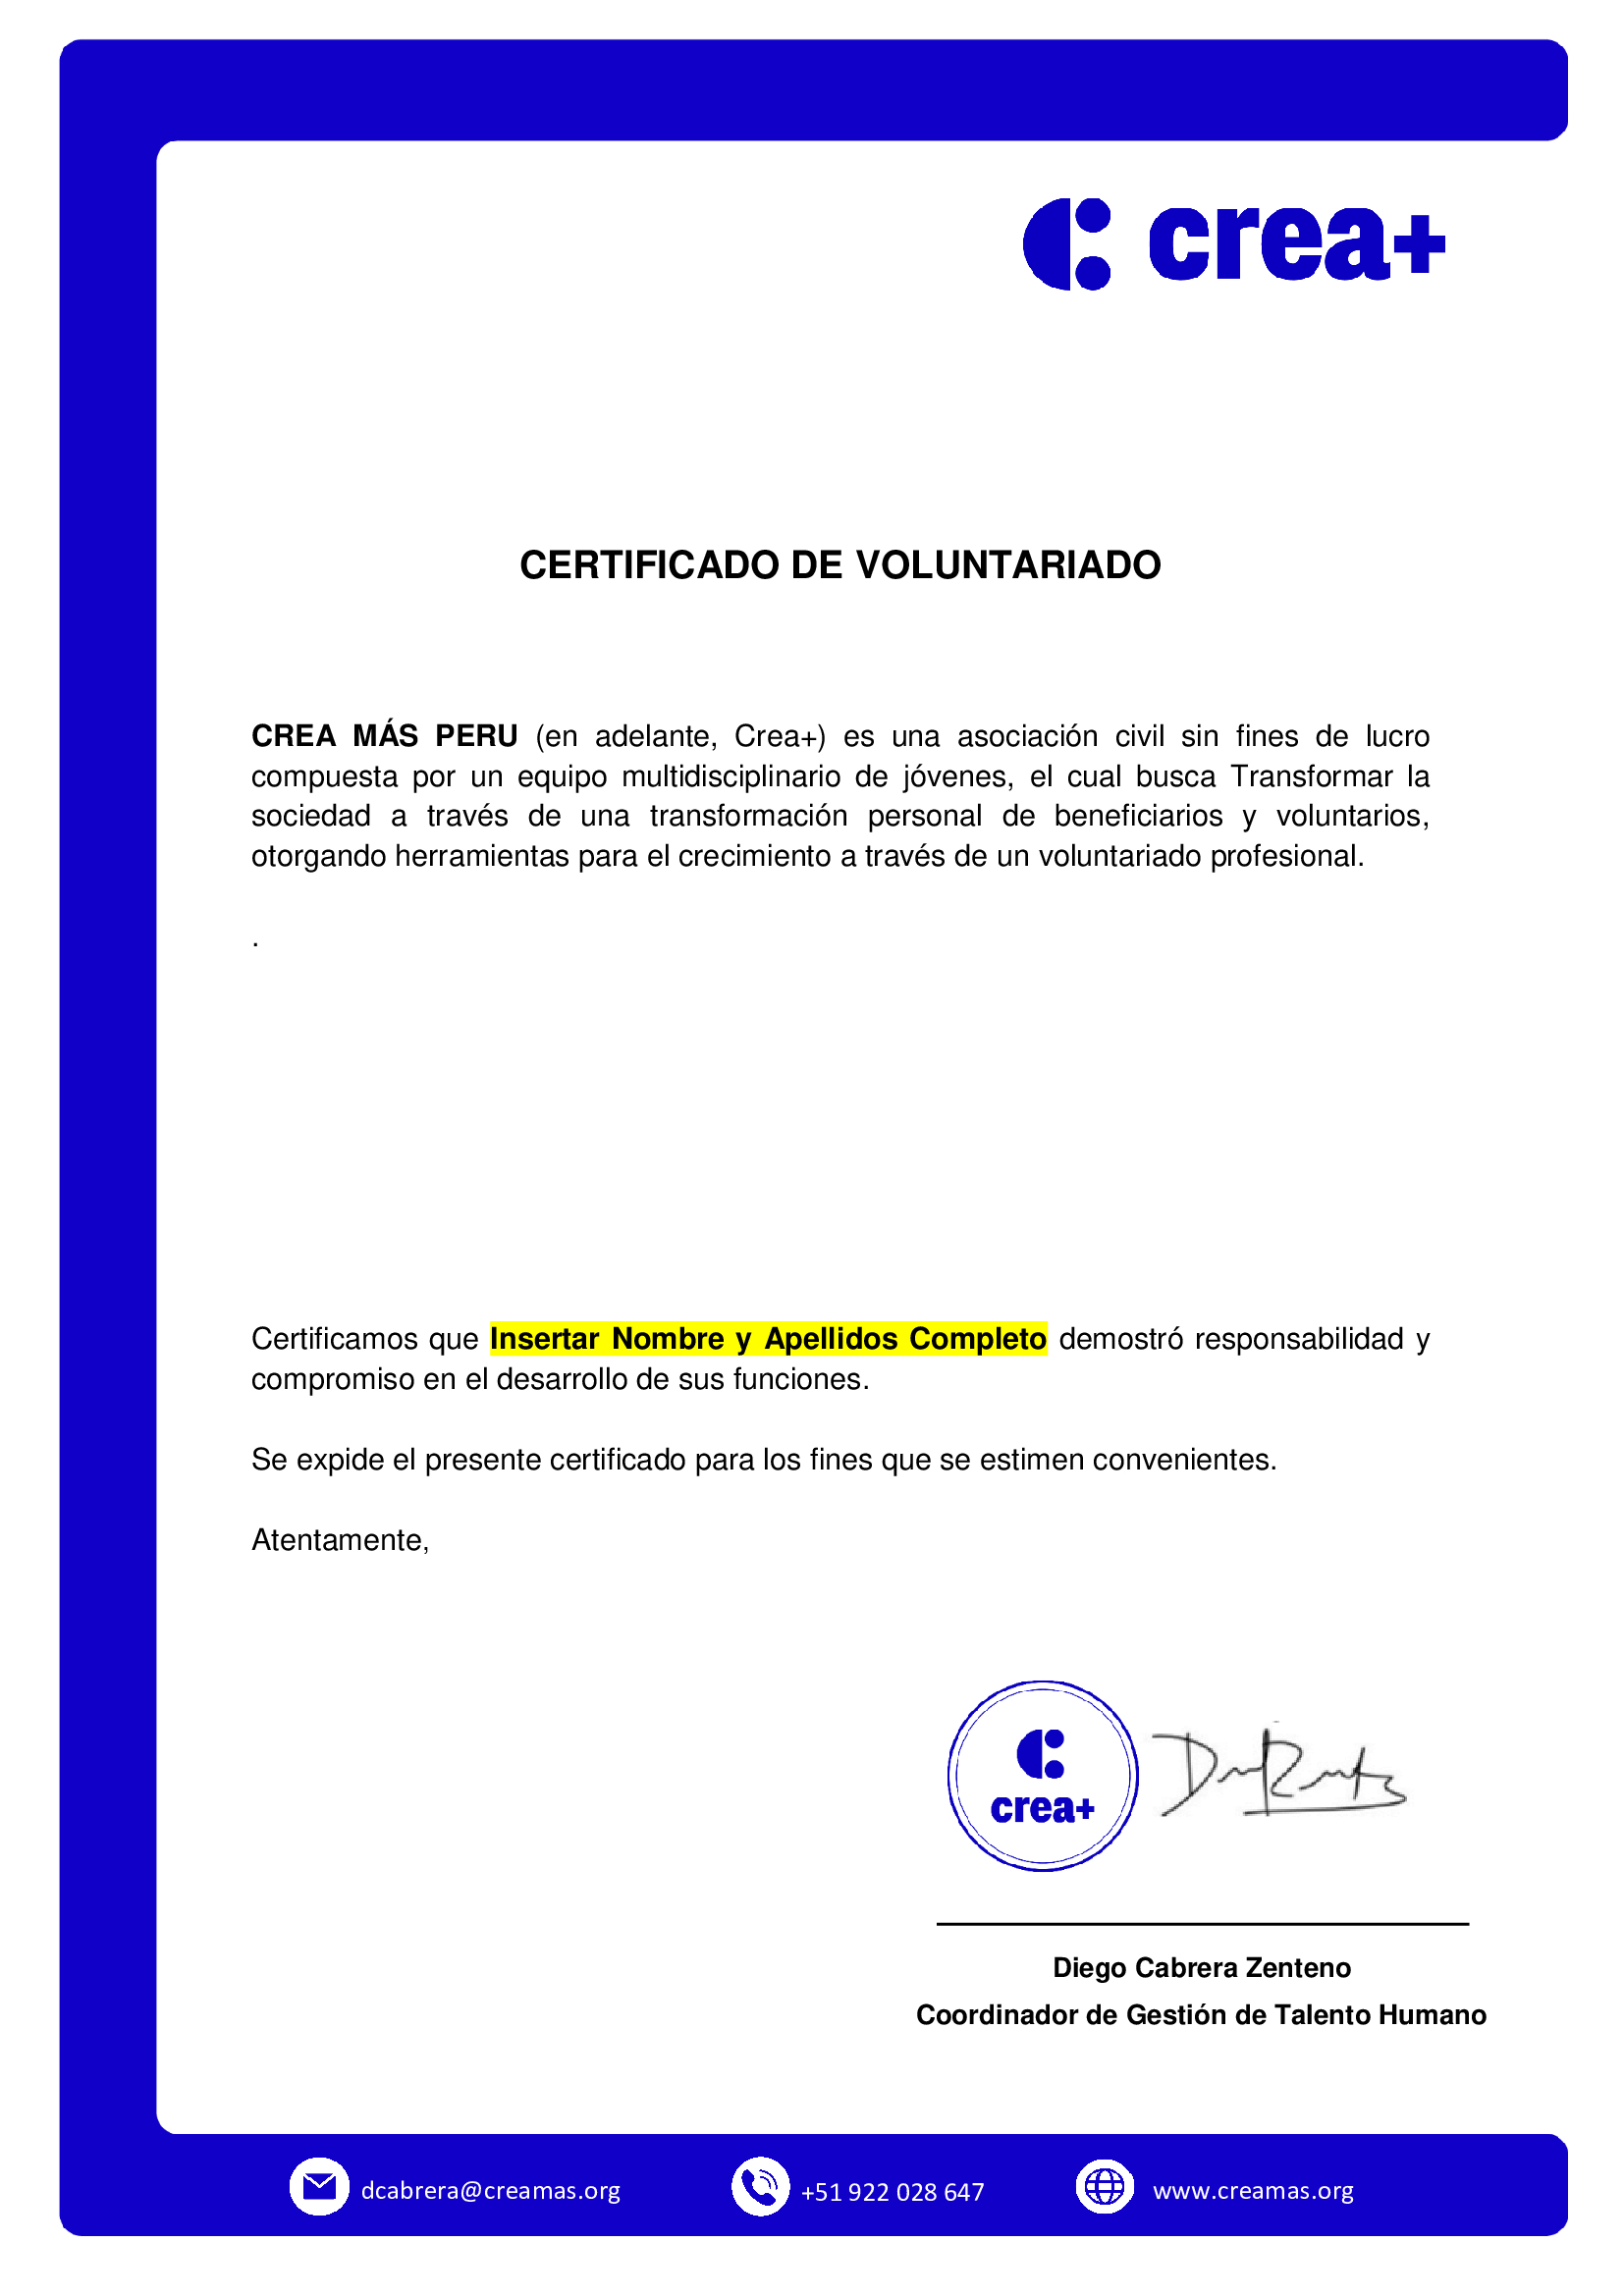 crea+
CERTIFICADO DE VOLUNTARIADO
CREA MÁS PERU (en adelante, Crea+) es una asociación civil sin fines de lucro
compuesta por un equipo multidisciplinario de jóvenes, el cual busca Transformar la
sociedad a través de una transformación personal de beneficiarios y voluntarios,
otorgando herramientas para el crecimiento a través de un voluntariado profesional.
.
Certificamos que Insertar Nombre y Apellidos Completo demostró responsabilidad y
compromiso en el desarrollo de sus funciones.
Se expide el presente certificado para los fines que se estimen convenientes.
Atentamente,
crea+
Diego Cabrera Zenteno
Coordinador de Gestión de Talento Humano
dcabrera@creamas.org
+51 922 028 647
www.creamas.org